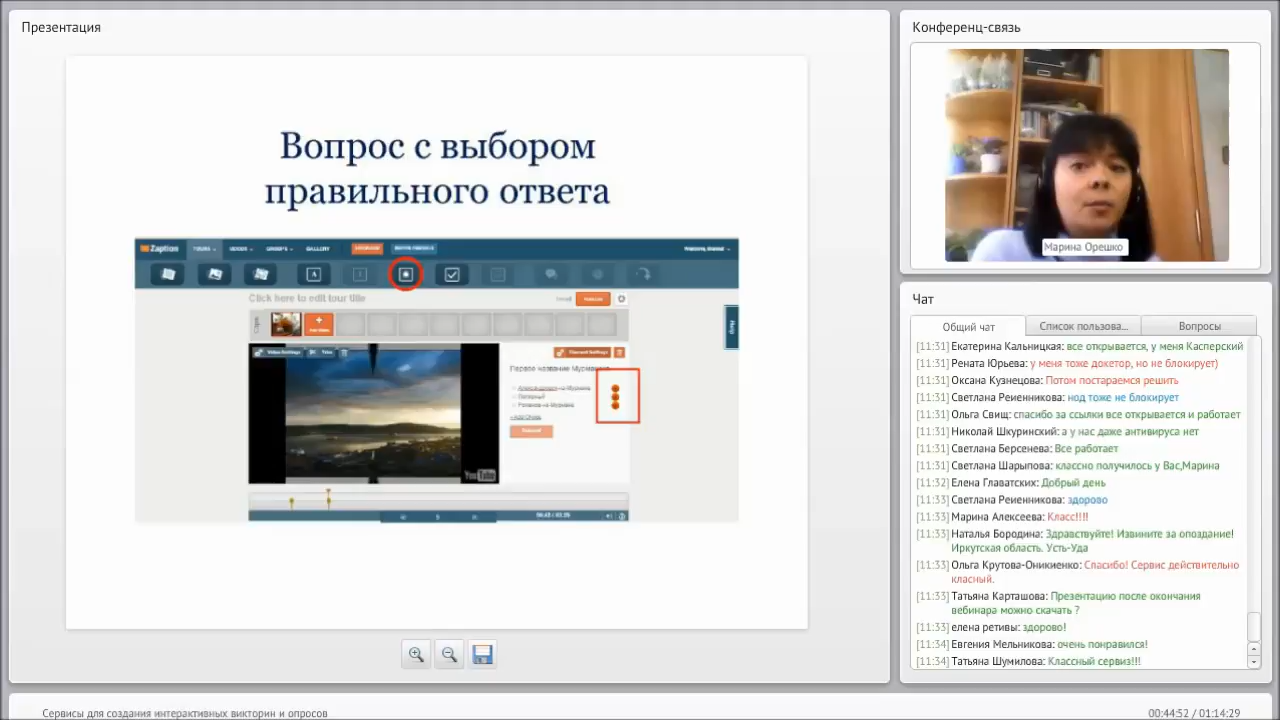 Презентация
Вопрос с выбором
правильного ответа
Zaption
TOURS
VIDEOS
GROUPS
GALLERY
Click here to edit tour title
Video Settings
Trim
Element Settings
Первое название Мурманска
Романов-на-Мурмане
YouTube
Help
Конференц-связь
Марина Орешко
Чат
Общий чат
Список пользова...
Вопросы
[11:31] Екатерина Кальницкая: все открывается, у меня Касперский
[11:31] Рената Юрьева: у меня тоже докетор, но не блокирует)
[11:31] Оксана Кузнецова: Потом постараемся решить
[11:31] Светлана Реиенникова: нод тоже не блокирует
[11:31] Ольга Свищ: спасибо за ссылки все открывается и работает
[11:31] Николай Шкуринский: а у нас даже антивируса нет
[11:31] Светлана Берсенева: Все работает
[11:31] Светлана Шарыпова: классно получилось у Вас,Марина
[11:32] Елена Главатских: Добрый день
[11:33] Светлана Реиенникова: здорово
[11:33] Марина Алексеева: Класс!!!!
[11:33] Наталья Бородина: Здравствуйте! Извините за опоздание!
Иркутская область. Усть-Уда
[11:33] Ольга Крутова-Оникиенко: Спасибо! Сервис действительно
класный.
[11:33] Татьяна Карташова: Презентацию после окончания
вебинара можно скачать ?
[11:33] елена ретивы: здорово!
[11:34] Евгения Мельникова: очень понравился!
[11:34] Татьяна Шумилова: Классный сервиз!!!
Сервисы для создания интерактивных викторин и опросов
00:44:52 / 01:14:29